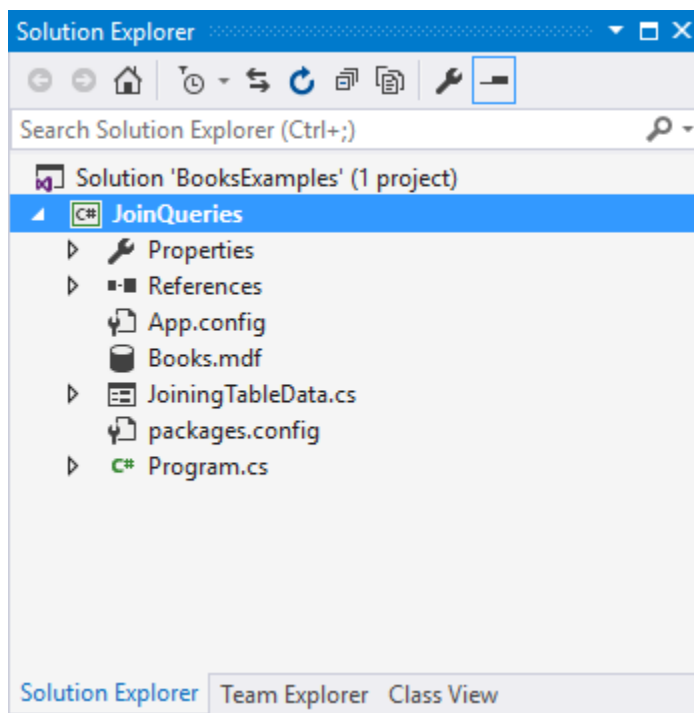 Solution Explorer
Search Solution Explorer (Ctrl+;)
Solution 'BooksExamples' (1 project)
C# JoinQueries
Properties
References
App.config
Books.mdf
JoiningTableData.cs
packages.config
C# Program.cs
Solution Explorer Team Explorer Class View